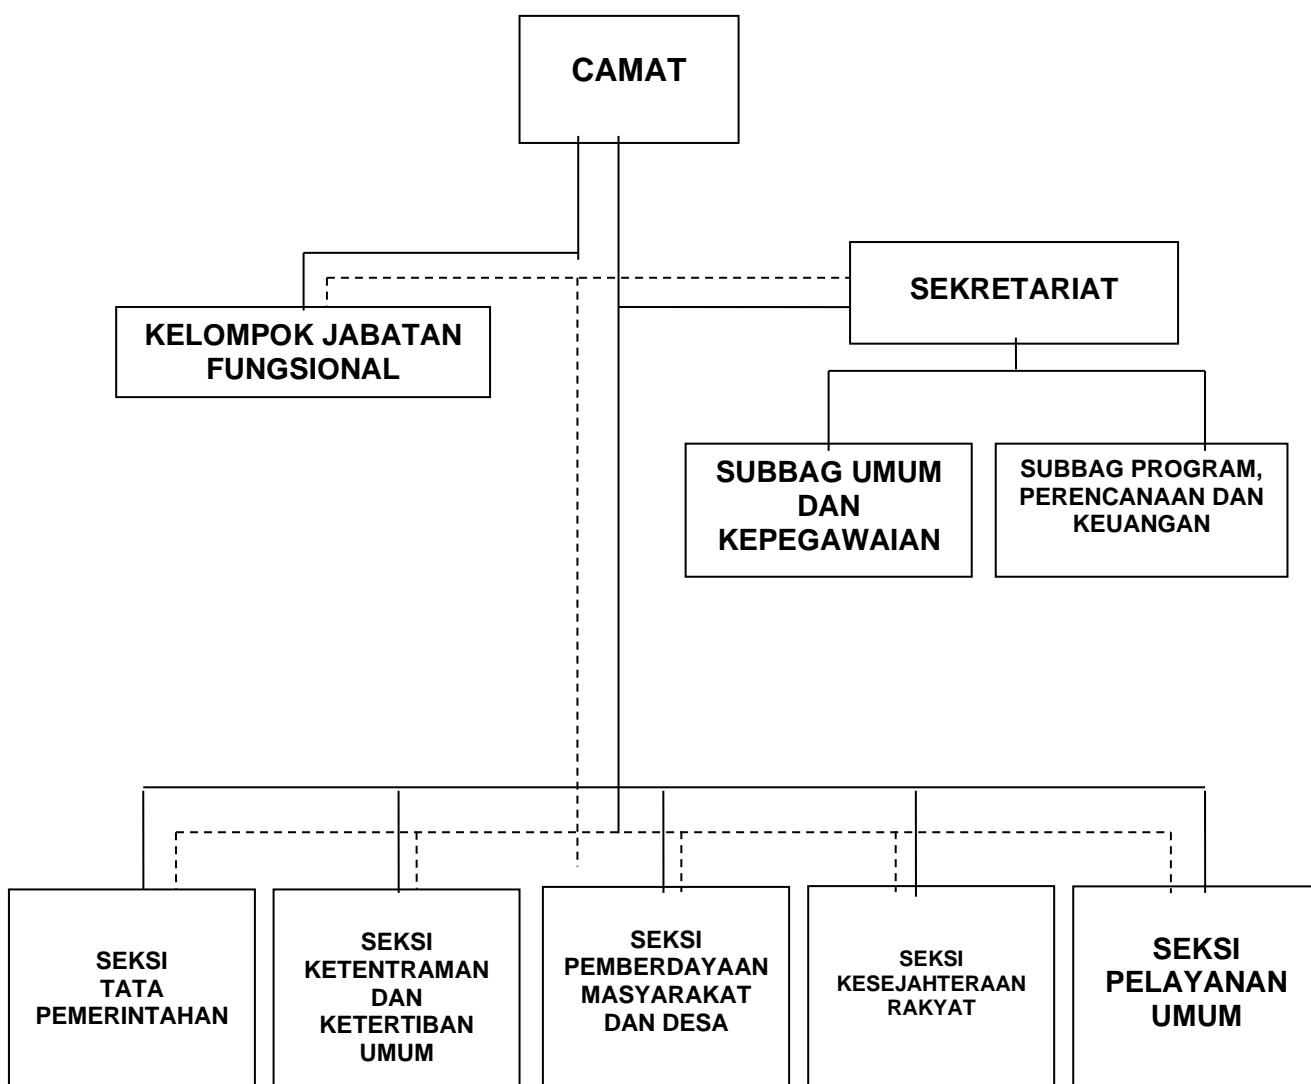 CAMAT
SEKRETARIAT
KELOMPOK JABATAN
FUNGSIONAL
SUBBAG UMUM
DAN
KEPEGAWAIAN
SUBBAG PROGRAM,
PERENCANAAN DAN
KEUANGAN
SEKSI
TATA
PEMERINTAHAN
SEKSI
KETENTRAMAN
DAN
KETERTIBAN
UMUM
SEKSI
PEMBERDAYAAN
MASYARAKAT
DAN DESA
SEKSI
KESEJAHTERAAN
RAKYAT
SEKSI
PELAYANAN
UMUM